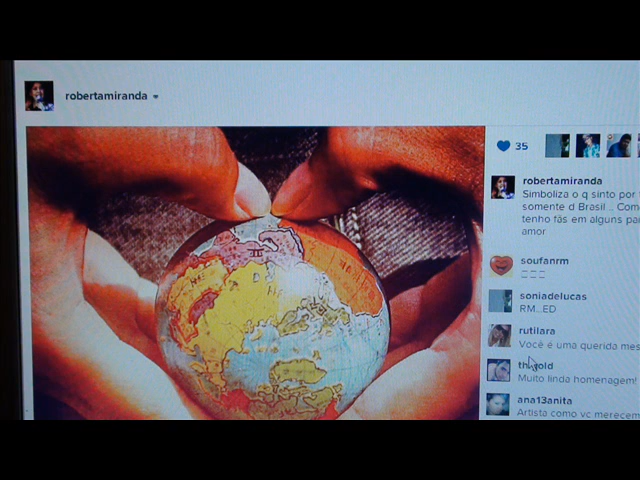 robertamiranda
35
robertamiranda
Simboliza o q sinto por
somente d Brasil .. Com
tenho fãs em alguns pa
amor
soufanrm
soniadelucas
RM...ED
rutilara
Você é uma querida mes
Muito linda homenagem!
ana13anita
Artista como vc merecem